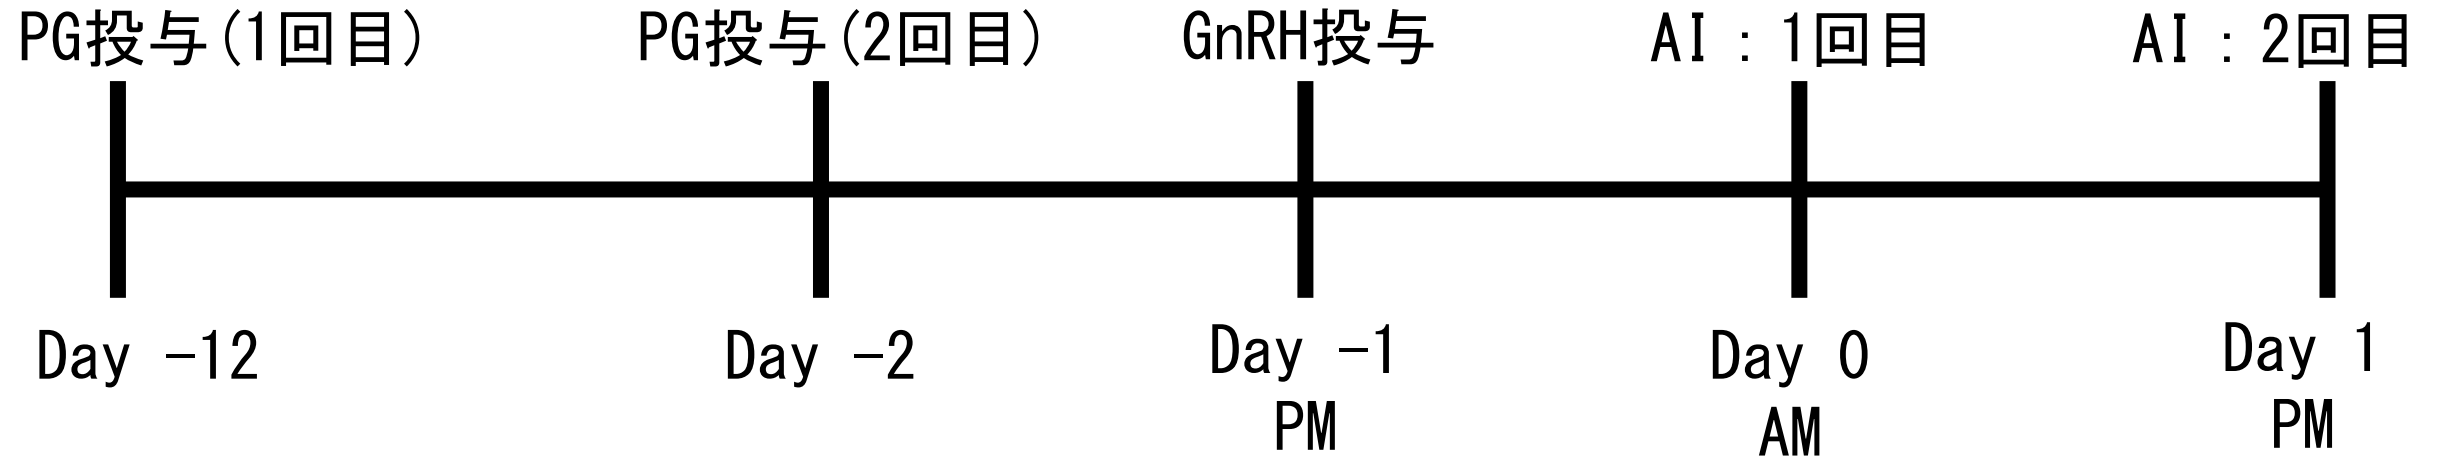 PG投与(1回目)
PG投与(2回目)
GnRH投与
AI：1回目
AI：2回目
Day -12
Day -2
Day -1
PM
Day 0
AM
Day 1
PM